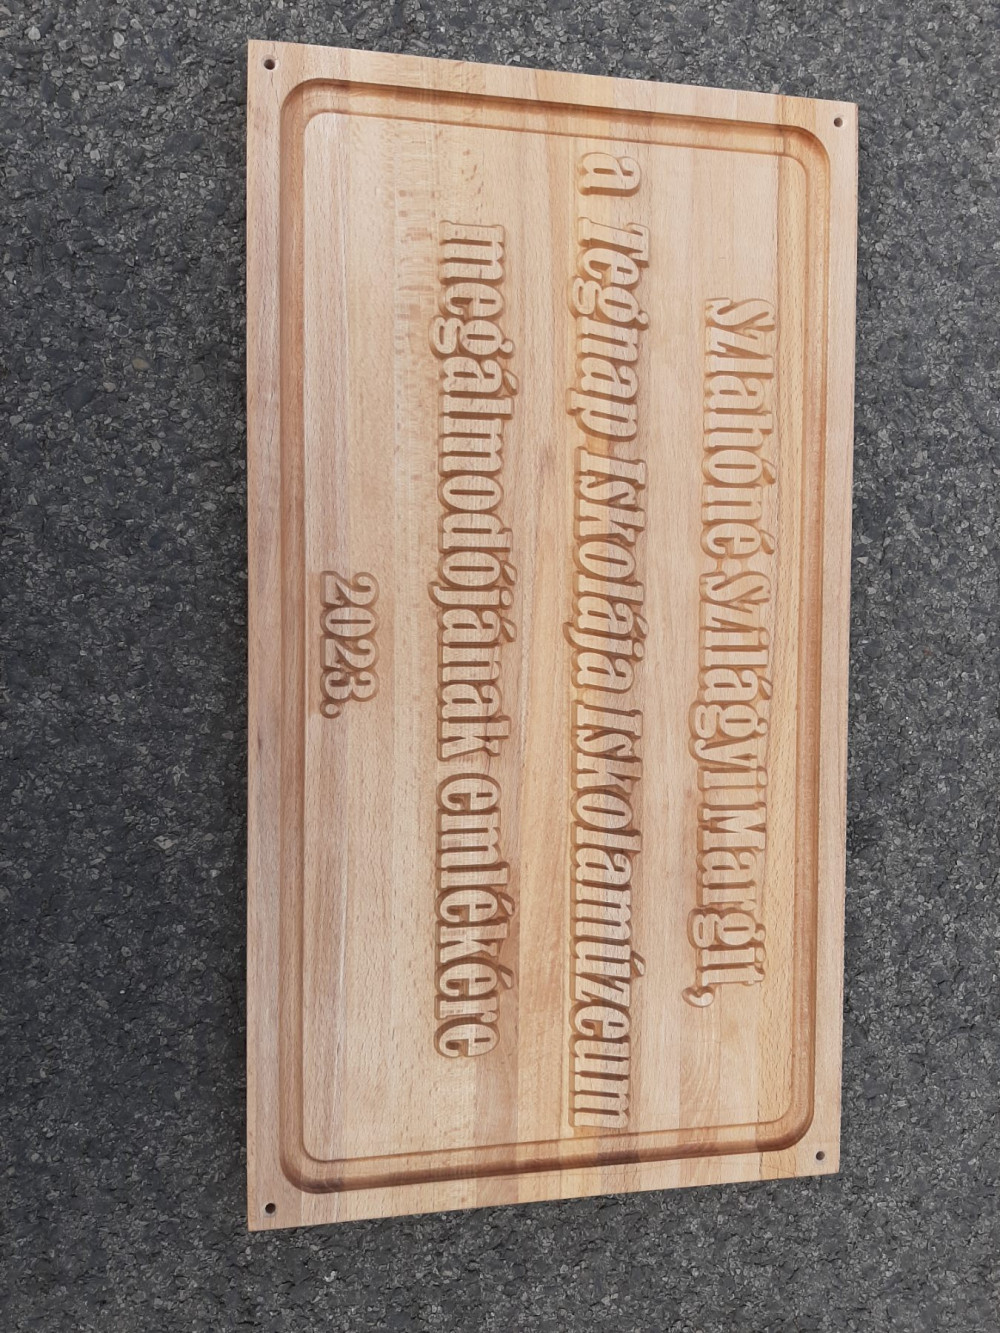 Szlahóné Szilágyi Margit,
a Tegnap Iskolája Iskolamúzeum
megálmodójának emlékére
2023.